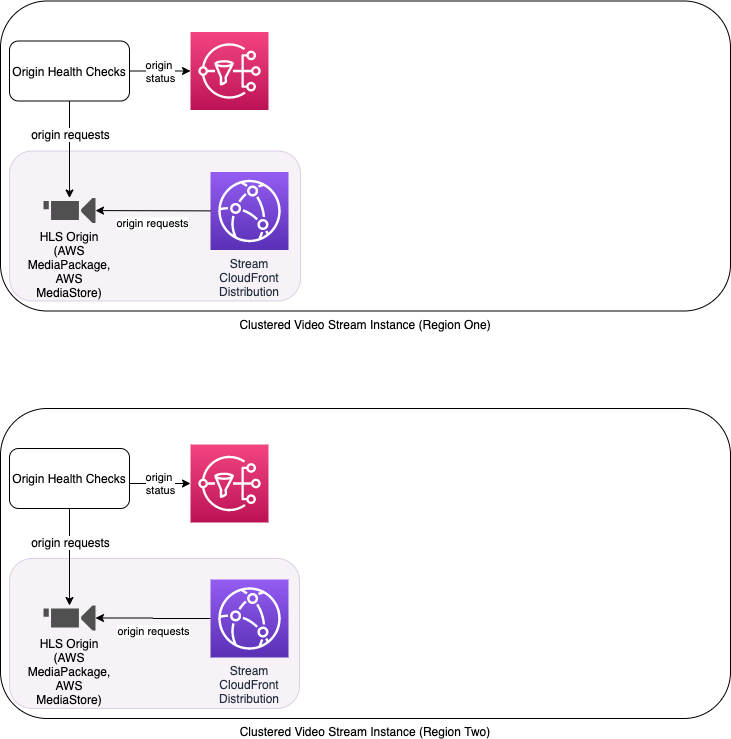 Origin Health Checks
origin
status
origin requests
origin requests
HLS Origin
(AWS
MediaPackage,
AWS
MediaStore)
Stream
CloudFront
Distribution
Clustered Video Stream Instance (Region One)
Origin Health Checks
origin
status
origin requests
origin requests
HLS Origin
(AWS
MediaPackage,
AWS
MediaStore)
Stream
CloudFront
Distribution
Clustered Video Stream Instance (Region Two)